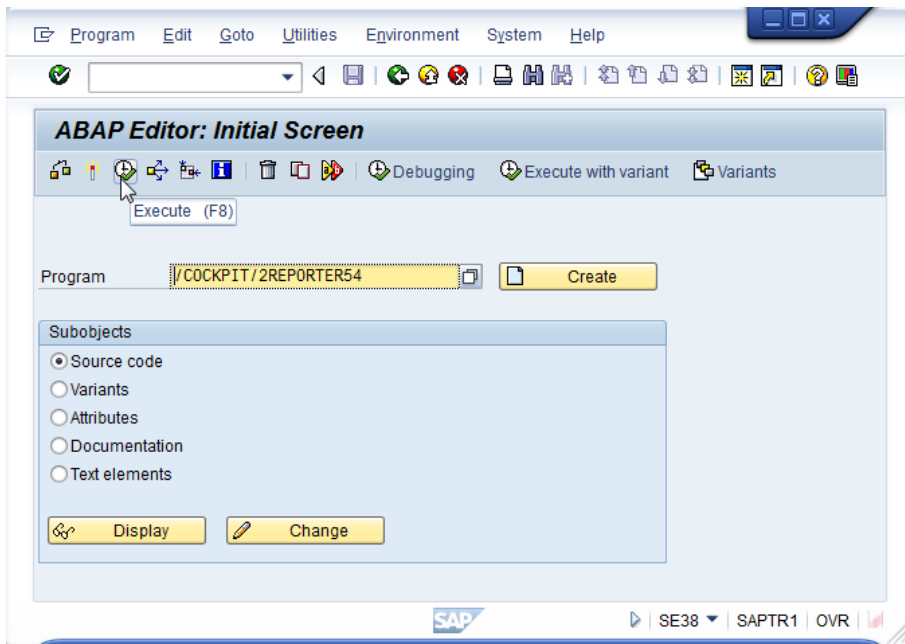 Program Edit Goto Utilities Environment System Help
ABAP Editor: Initial Screen
Debugging Execute with variant Variants
Execute (F8)
Program /COCKPIT/2REPORTER54 Create
Subobjects
Source code
Variants
Attributes
Documentation
Text elements
Display Change
SAP SE38 SAPTR1 OVR